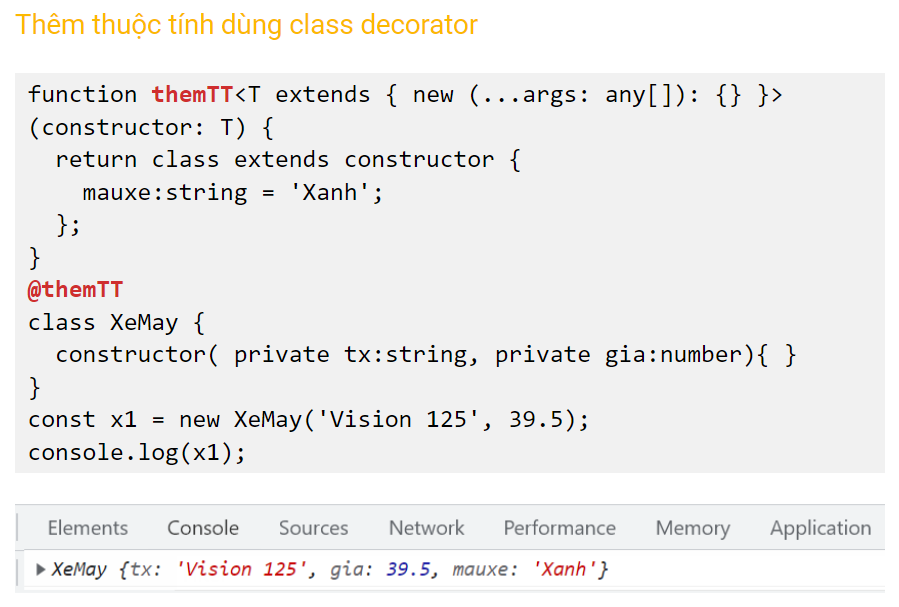 Thêm thuộc tính dùng class decorator
function themTT<T extends { new (...args: any[]): {} }>
(constructor: T) {
  return class extends constructor {
    mauxe:string = 'Xanh';
  };
}
@themTT
class XeMay {
  constructor( private tx:string, private gia:number){ }
}
const x1 = new XeMay('Vision 125', 39.5);
console.log(x1);
Elements Console Sources Network Performance Memory Application
XeMay {tx: 'Vision 125', gia: 39.5, mauxe: 'Xanh'}